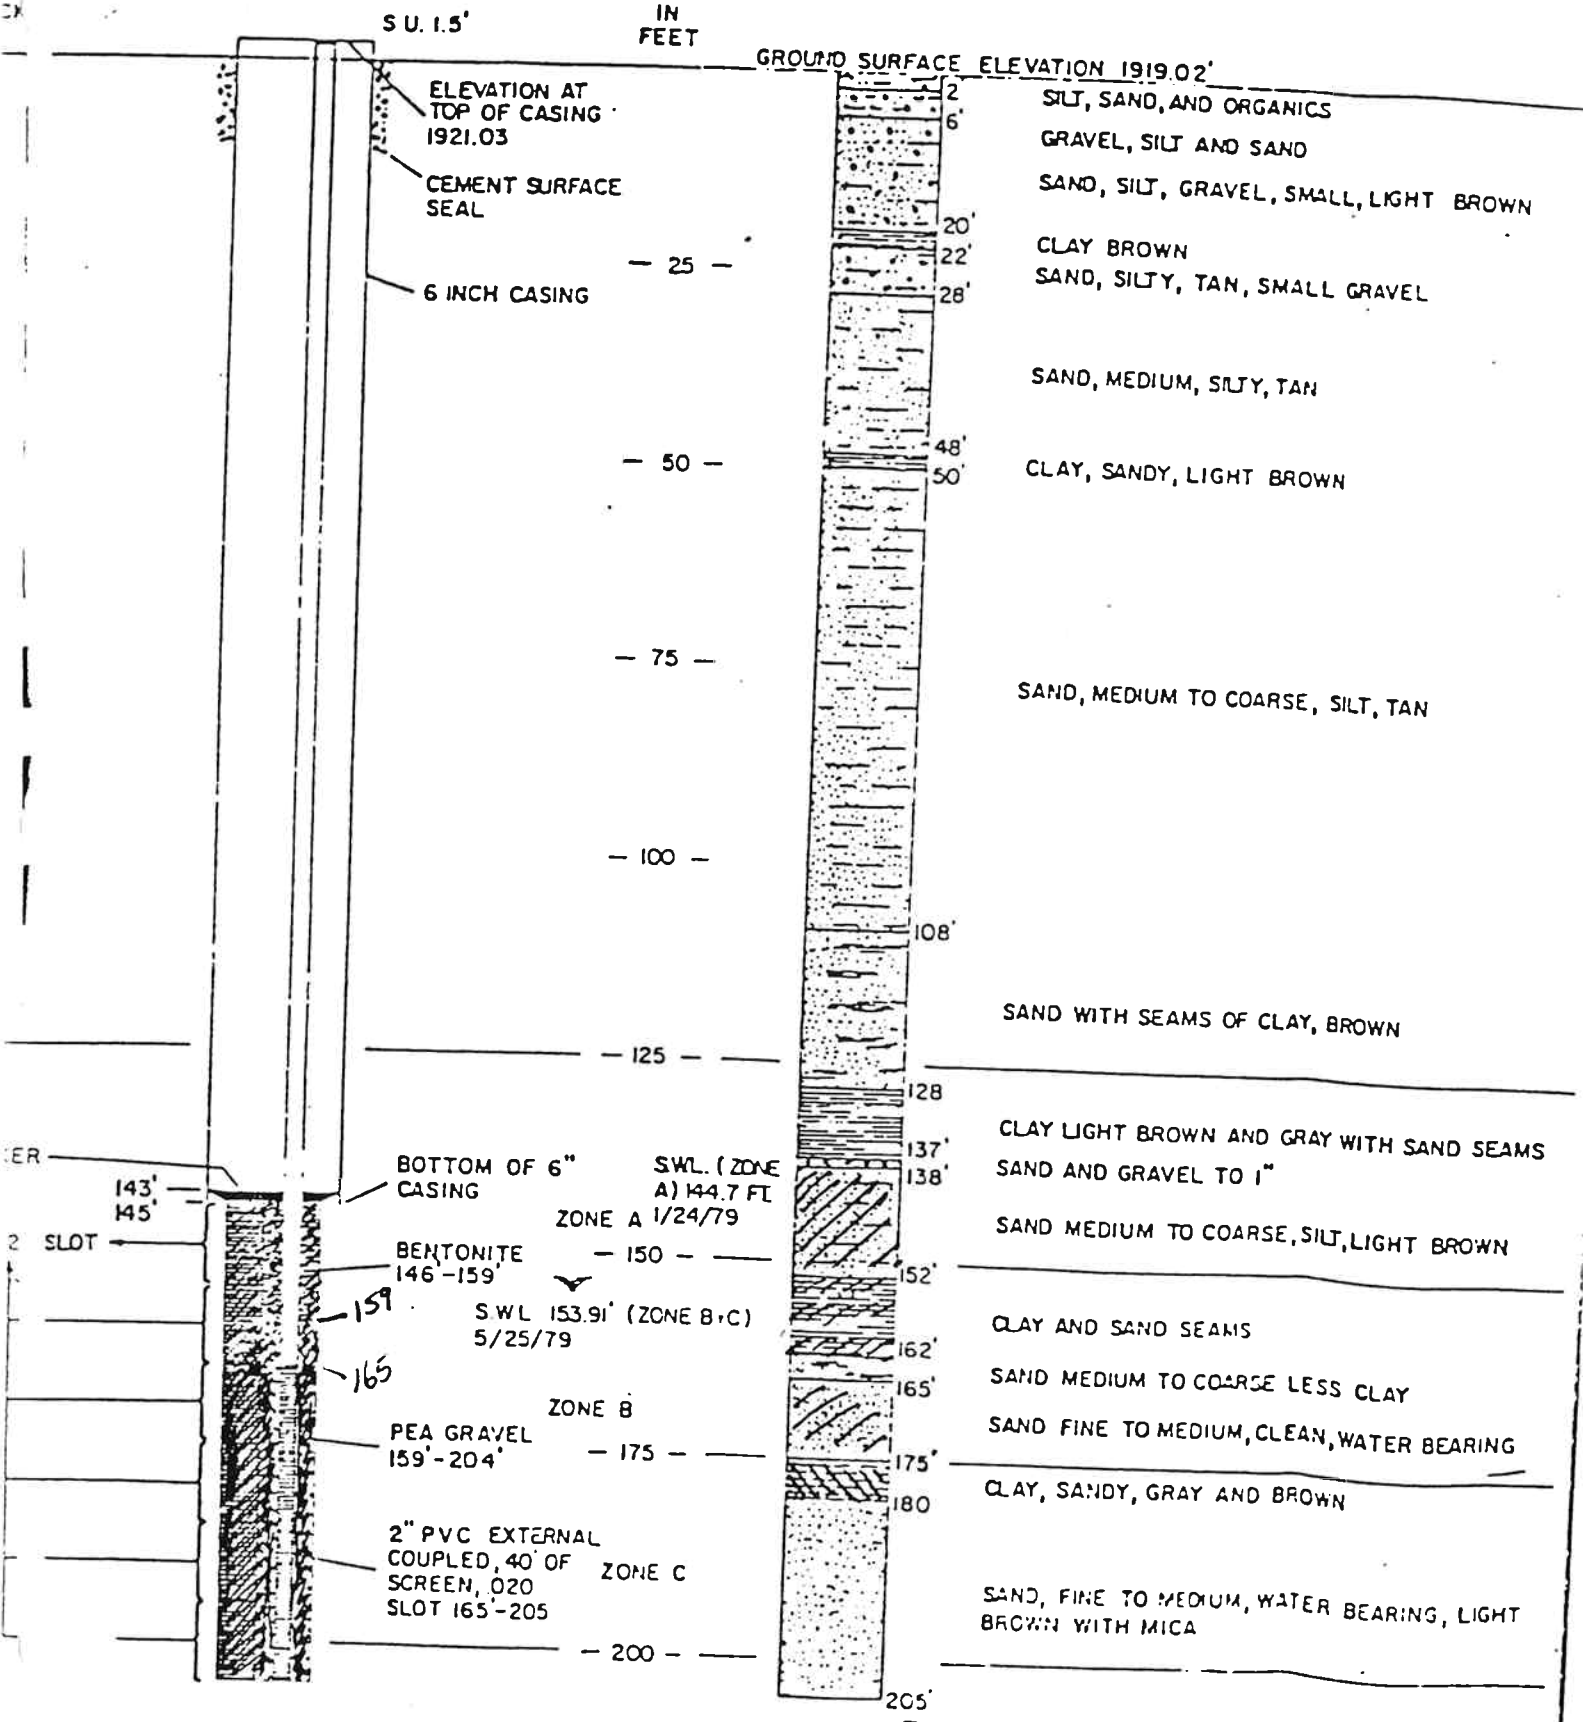 S U. 1.5'
IN
FEET
GROUND SURFACE ELEVATION 1919.02'
ELEVATION AT
TOP OF CASING
1921.03
2'
SILT, SAND, AND ORGANICS
6'
GRAVEL, SILT AND SAND
CEMENT SURFACE
SEAL
SAND, SILT, GRAVEL, SMALL, LIGHT BROWN
20'
CLAY BROWN
22'
— 25 —
SAND, SILTY, TAN, SMALL GRAVEL
28'
6 INCH CASING
SAND, MEDIUM, SILTY, TAN
48'
— 50 —
50'
CLAY, SANDY, LIGHT BROWN
— 75 —
SAND, MEDIUM TO COARSE, SILT, TAN
— 100 —
108'
SAND WITH SEAMS OF CLAY, BROWN
— 125 —
128
CLAY LIGHT BROWN AND GRAY WITH SAND SEAMS
137'
ER
143'
145'
BOTTOM OF 6"
CASING
S.W.L. (ZONE
A) 144.7 FT.
1/24/79
138'
SAND AND GRAVEL TO 1"
ZONE A
2 SLOT
BENTONITE
146'-159'
— 150 —
SAND MEDIUM TO COARSE, SILT, LIGHT BROWN
152'
159
S.W.L 153.91' (ZONE B+C)
5/25/79
CLAY AND SAND SEAMS
162'
165
SAND MEDIUM TO COARSE LESS CLAY
165'
ZONE B
PEA GRAVEL
159'-204'
— 175 —
SAND FINE TO MEDIUM, CLEAN, WATER BEARING
175'
CLAY, SANDY, GRAY AND BROWN
180
2" PVC EXTERNAL
COUPLED, 40' OF
SCREEN, .020
SLOT 165'-205
ZONE C
SAND, FINE TO MEDIUM, WATER BEARING, LIGHT
BROWN WITH MICA
— 200 —
205'